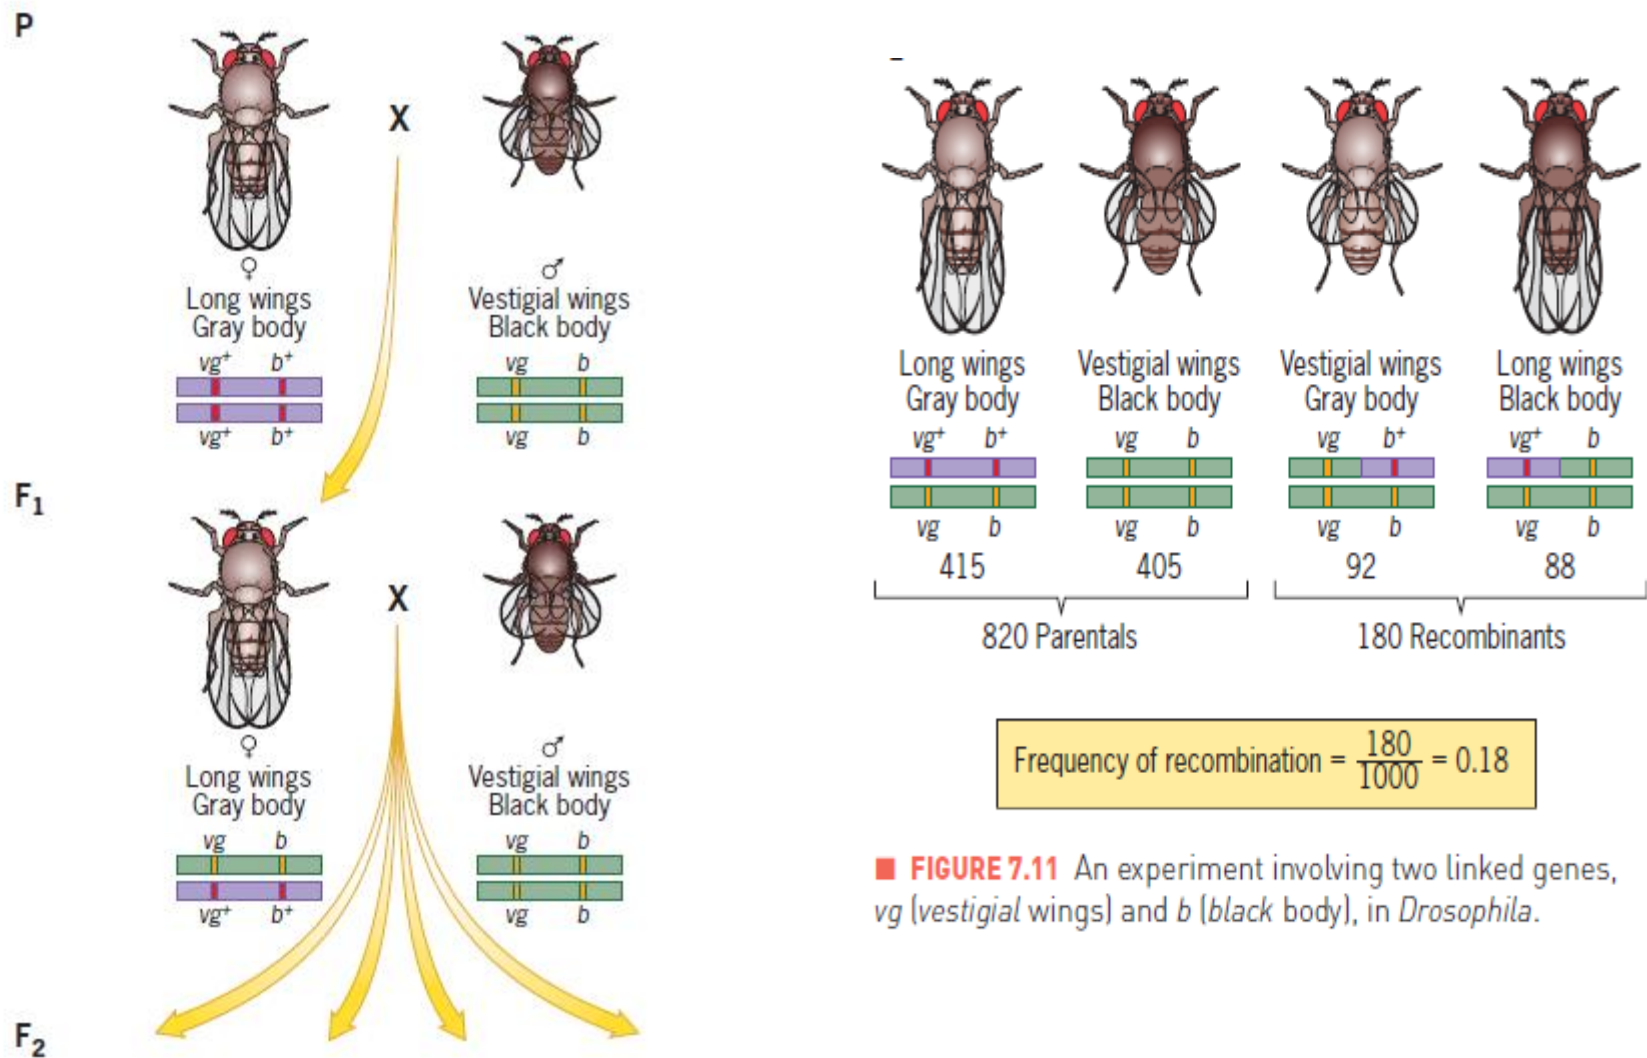 P
X
♀
♂
Long wings
Gray body
Vestigial wings
Black body
vg⁺ b⁺
vg b
vg⁺ b⁺
vg b
F₁
X
♀
♂
Long wings
Gray body
Vestigial wings
Black body
vg b
vg b
vg⁺ b⁺
vg b
F₂
Long wings
Gray body
Vestigial wings
Black body
Vestigial wings
Gray body
Long wings
Black body
vg⁺ b⁺
vg b
vg b⁺
vg⁺ b
vg b
vg b
vg b
vg b
415
405
92
88
820 Parentals
180 Recombinants
Frequency of recombination = 180/1000 = 0.18
■ FIGURE 7.11 An experiment involving two linked genes,
vg (vestigial wings) and b (black body), in Drosophila.